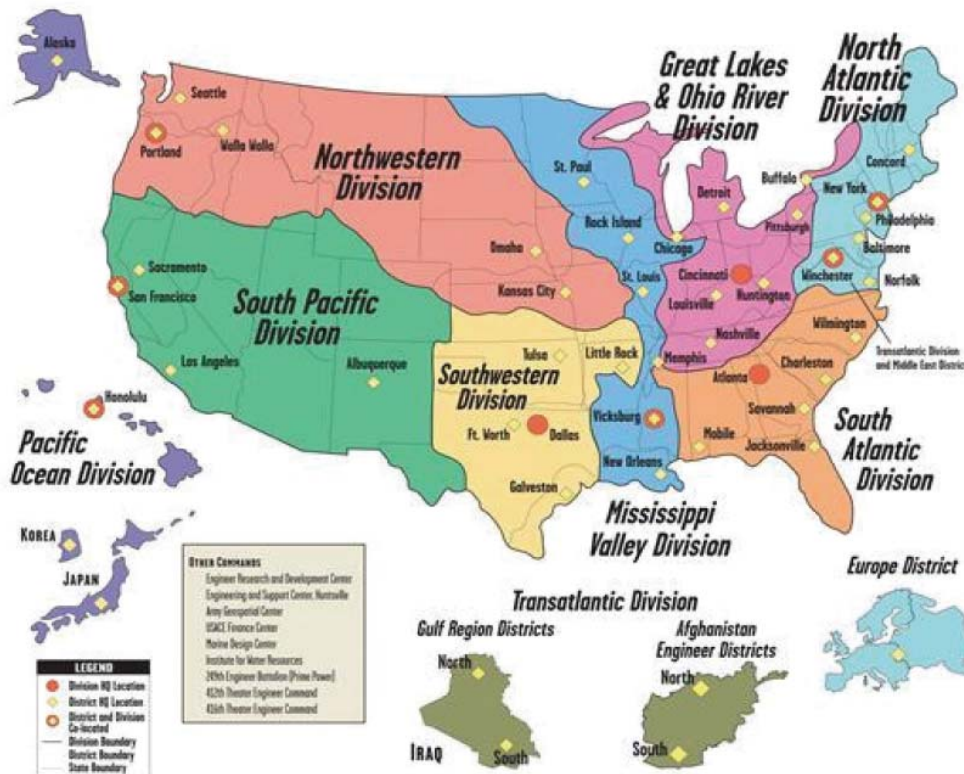 Alaska
Seattle
Walla Walla
Portland
Northwestern
Division
Omaha
Kansas City
St. Paul
Rock Island
St. Louis
Great Lakes
& Ohio River
Division
Detroit
Chicago
Buffalo
Pittsburgh
Cincinnati
Louisville
Huntington
Nashville
North
Atlantic
Division
Concord
New York
Philadelphia
Baltimore
Winchester
Norfolk
Transatlantic Division
and Middle East District
Sacramento
San Francisco
South Pacific
Division
Los Angeles
Albuquerque
Tulsa
Little Rock
Southwestern
Division
Ft. Worth
Dallas
Galveston
Memphis
Vicksburg
New Orleans
Mississippi
Valley Division
Wilmington
Charleston
Atlanta
Savannah
Mobile
Jacksonville
South
Atlantic
Division
Honolulu
Pacific
Ocean Division
KOREA
JAPAN
OTHER COMMANDS
Engineer Research and Development Center
Engineering and Support Center, Huntsville
Army Geospatial Center
USACE Finance Center
Marine Design Center
Institute for Water Resources
249th Engineer Battalion (Prime Power)
412th Theater Engineer Command
416th Theater Engineer Command
Transatlantic Division
Gulf Region Districts
North
South
IRAQ
Afghanistan
Engineer Districts
North
South
Europe District
LEGEND
Division HQ Location
District HQ Location
District and Division
Co-located
Division Boundary
District Boundary
State Boundary